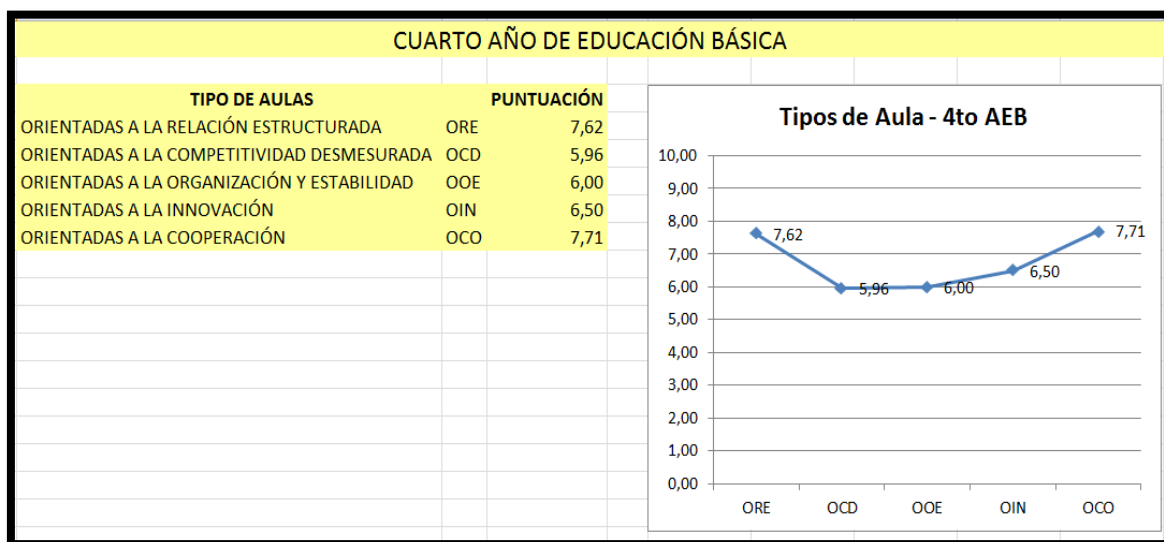 CUARTO AÑO DE EDUCACIÓN BÁSICA
TIPO DE AULAS PUNTUACIÓN
ORIENTADAS A LA RELACIÓN ESTRUCTURADA ORE 7,62
ORIENTADAS A LA COMPETITIVIDAD DESMESURADA OCD 5,96
ORIENTADAS A LA ORGANIZACIÓN Y ESTABILIDAD OOE 6,00
ORIENTADAS A LA INNOVACIÓN OIN 6,50
ORIENTADAS A LA COOPERACIÓN OCO 7,71
Tipos de Aula - 4to AEB
10,00
9,00
8,00
7,00
6,00
5,00
4,00
3,00
2,00
1,00
0,00
7,62
5,96
6,00
6,50
7,71
ORE OCD OOE OIN OCO